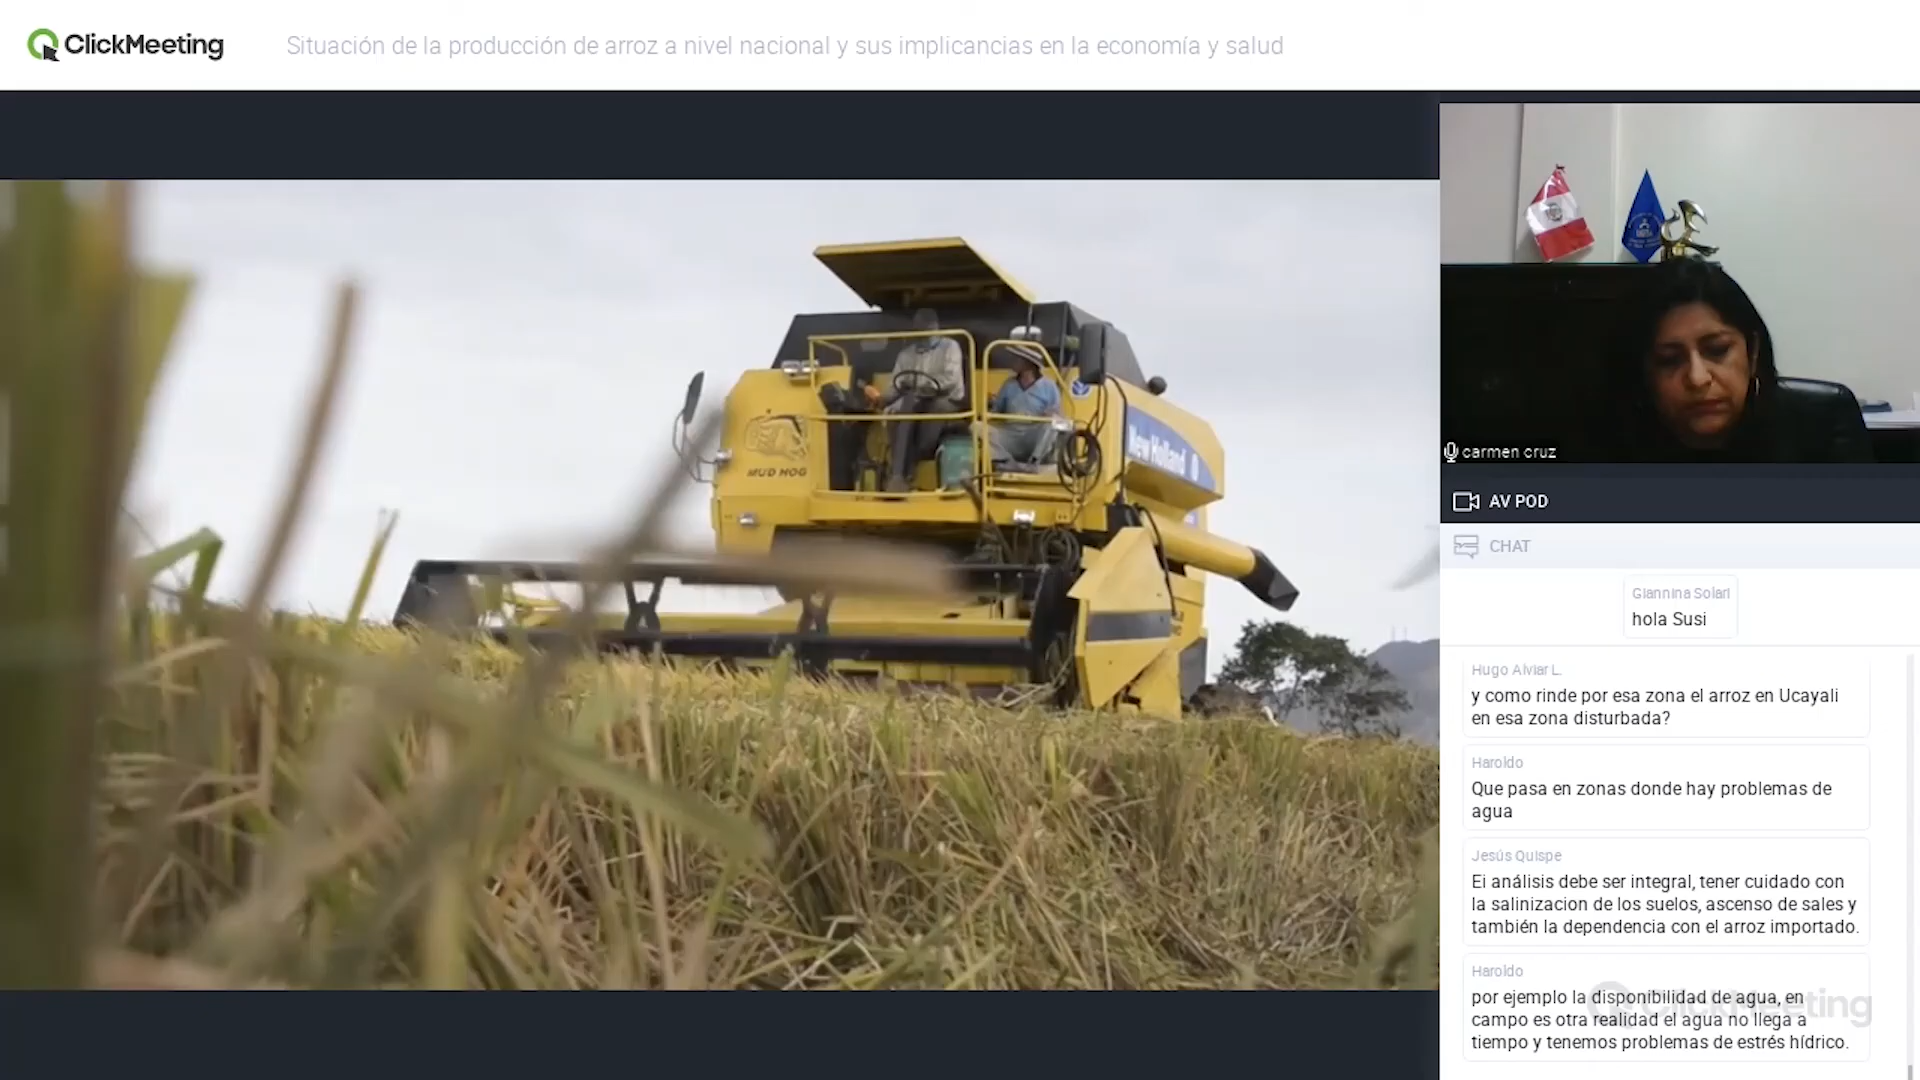 ClickMeeting
Situación de la producción de arroz a nivel nacional y sus implicancias en la economía y salud
MUD HOG
New Holland
carmen cruz
AV POD
CHAT
Giannina Solari
hola Susi
Hugo Alviar L.
y como rinde por esa zona el arroz en Ucayali
en esa zona disturbada?
Haroldo
Que pasa en zonas donde hay problemas de
agua
Jesús Quispe
Ei análisis debe ser integral, tener cuidado con
la salinizacion de los suelos, ascenso de sales y
también la dependencia con el arroz importado.
Haroldo
por ejemplo la disponibilidad de agua, en
campo es otra realidad el agua no llega a
tiempo y tenemos problemas de estrés hídrico.
ClickMeeting